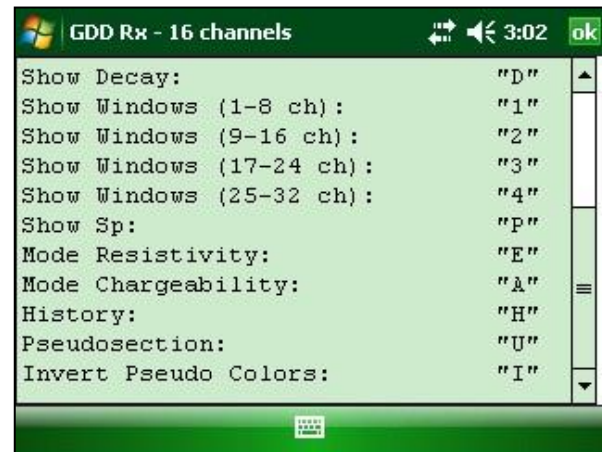 GDD Rx - 16 channels 3:02 ok
Show Decay: "D"
Show Windows (1-8 ch): "1"
Show Windows (9-16 ch): "2"
Show Windows (17-24 ch): "3"
Show Windows (25-32 ch): "4"
Show Sp: "P"
Mode Resistivity: "E"
Mode Chargeability: "A"
History: "H"
Pseudosection: "U"
Invert Pseudo Colors: "I"